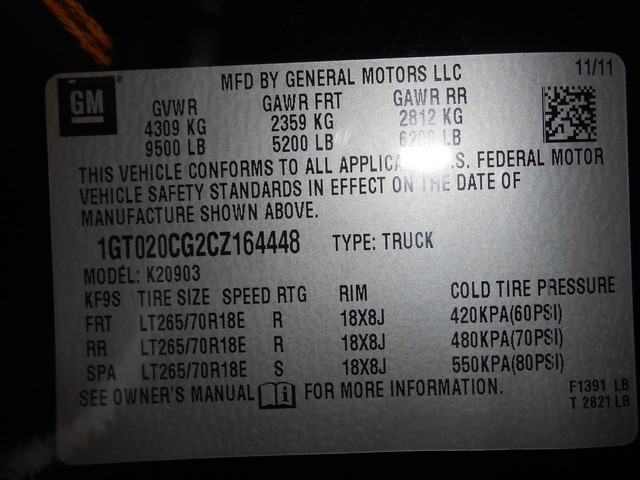 MFD BY GENERAL MOTORS LLC 11/11
GM
GVWR GAWR FRT GAWR RR
4309 KG 2359 KG 2812 KG
9500 LB 5200 LB 6200 LB
THIS VEHICLE CONFORMS TO ALL U.S. FEDERAL MOTOR
VEHICLE SAFETY STANDARDS IN EFFECT ON THE DATE OF
MANUFACTURE SHOWN ABOVE.
1GT020CG2CZ164448 TYPE: TRUCK
MODEL: K20903
KF9S TIRE SIZE SPEED RTG RIM COLD TIRE PRESSURE
FRT LT265/70R18E R 18X8J 420KPA(60PSI)
RR LT265/70R18E R 18X8J 480KPA(70PSI)
SPA LT265/70R18E S 18X8J 550KPA(80PSI)
SEE OWNER'S MANUAL FOR MORE INFORMATION.
F1391 LB
T 2821 LB